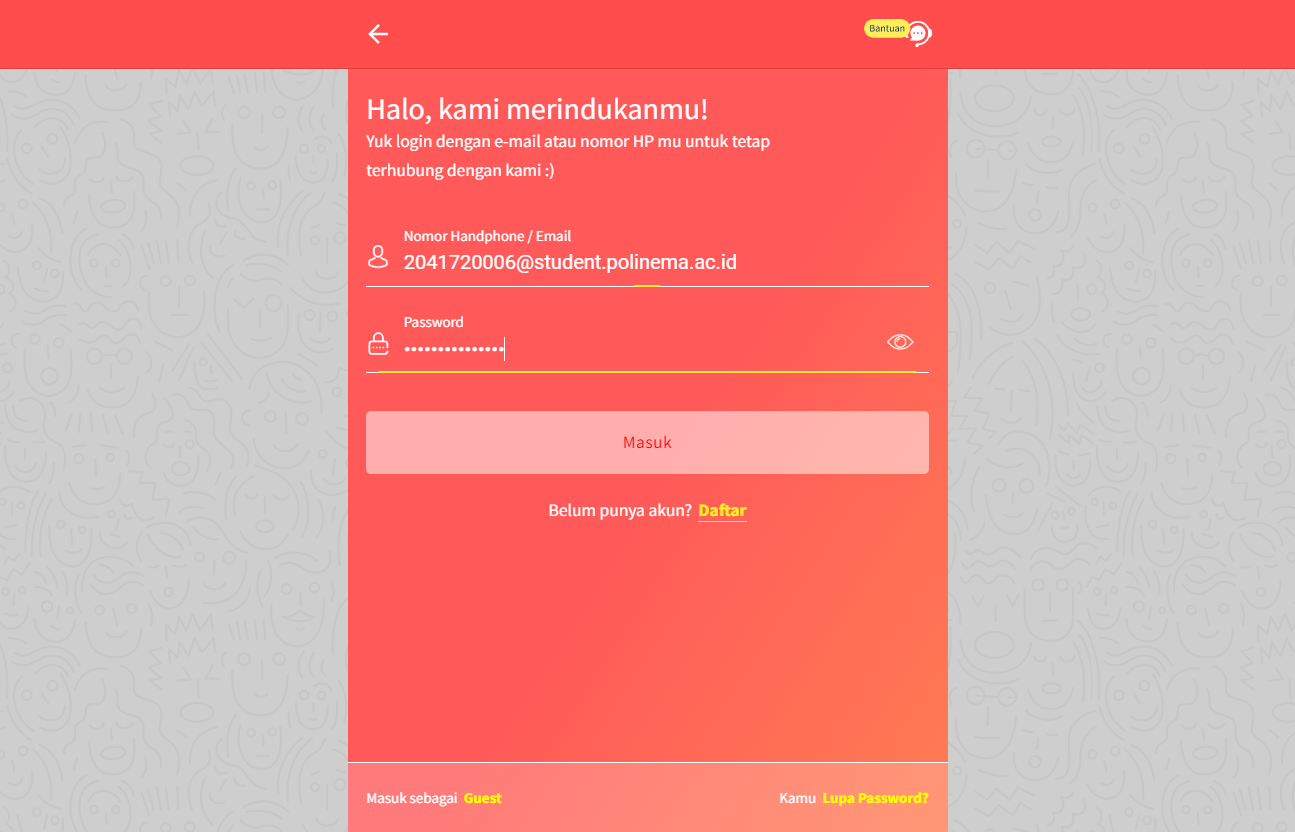 Bantuan
Halo, kami merindukanmu!
Yuk login dengan e-mail atau nomor HP mu untuk tetap
terhubung dengan kami :)
Nomor Handphone / Email
2041720006@student.polinema.ac.id
Password
•••••••••••••••
Masuk
Belum punya akun? Daftar
Masuk sebagai Guest
Kamu Lupa Password?